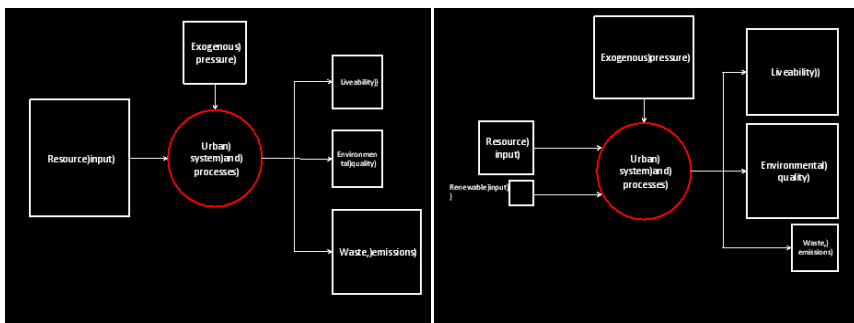 Exogenous)
pressure)
Liveability))
Resource)input)
Urban)
system)and)
processes)
Environmen
tal)quality)
Waste,)emissions)
Exogenous)pressure)
Liveability))
Resource)
input)
Renewable)input)
)
Urban)
system)and)
processes)
Environmental)
quality)
Waste,)
emissions)